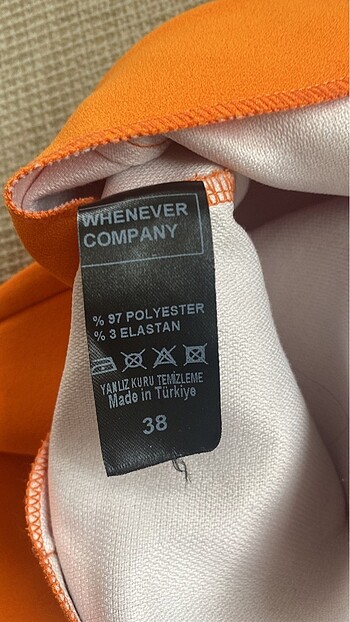 WHENEVER
COMPANY
% 97 POLYESTER
% 3 ELASTAN
YANLIZ KURU TEMİZLEME
Made in Türkiye
38